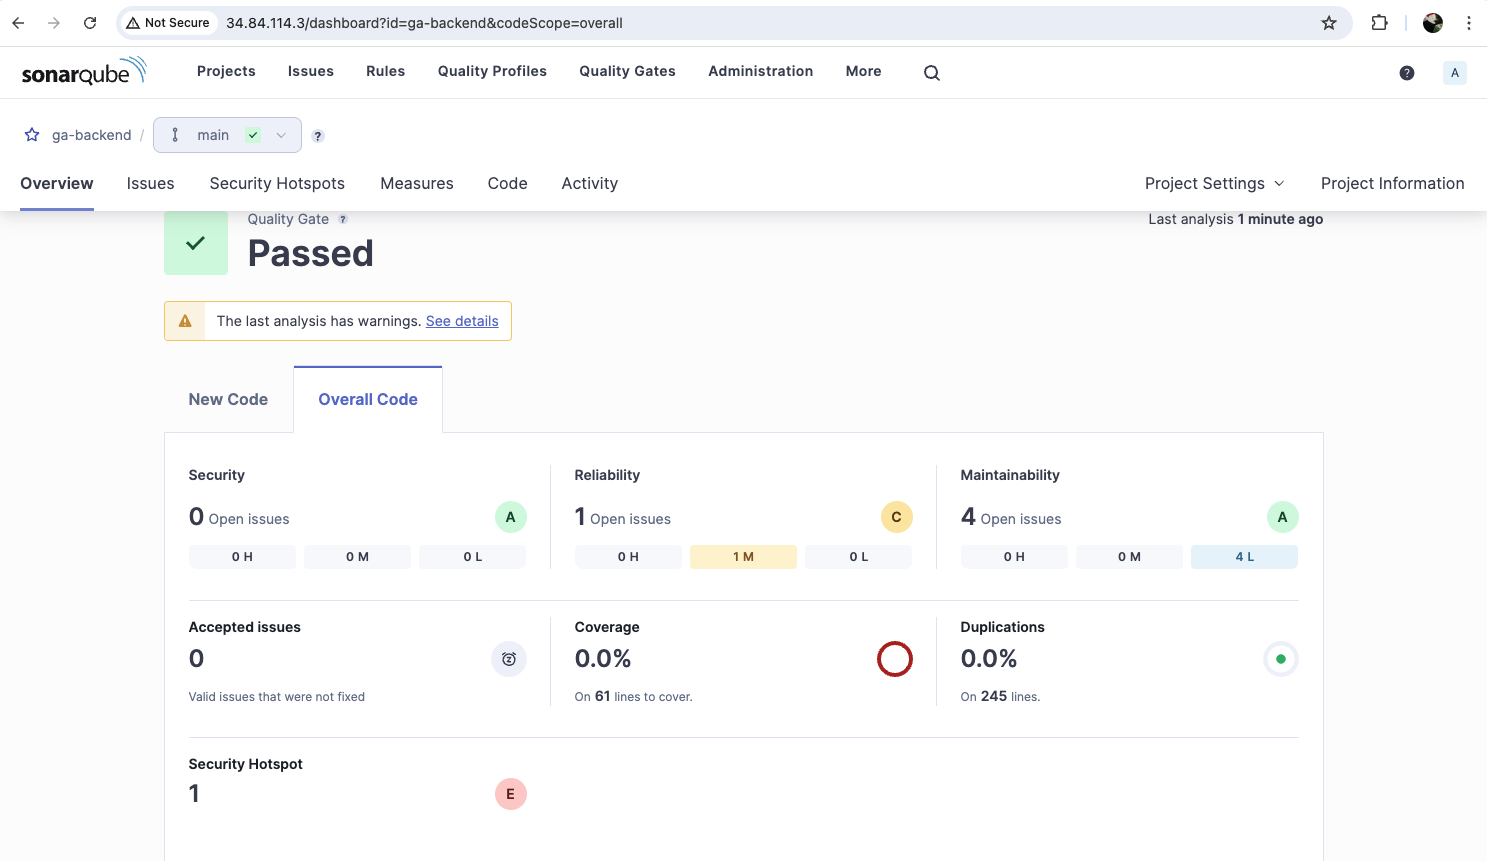 Not Secure 34.84.114.3/dashboard?id=ga-backend&codeScope=overall
sonarqube Projects Issues Rules Quality Profiles Quality Gates Administration More ? A
ga-backend / main ?
Overview Issues Security Hotspots Measures Code Activity Project Settings Project Information
Quality Gate ? Last analysis 1 minute ago
Passed
The last analysis has warnings. See details
New Code Overall Code
Security Reliability Maintainability
0 Open issues A 1 Open issues C 4 Open issues A
0 H 0 M 0 L 0 H 1 M 0 L 0 H 0 M 4 L
Accepted issues Coverage Duplications
0 0.0% 0.0%
Valid issues that were not fixed On 61 lines to cover. On 245 lines.
Security Hotspot
1 E